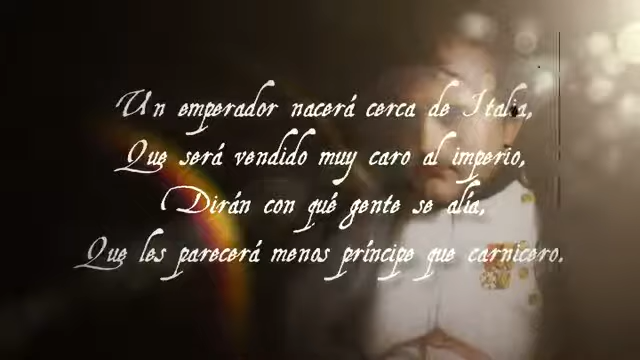 Un emperador nacerá cerca de Italia,
Que será vendido muy caro al imperio,
Dirán con qué gente se alía,
Que les parecerá menos príncipe que carnicero.